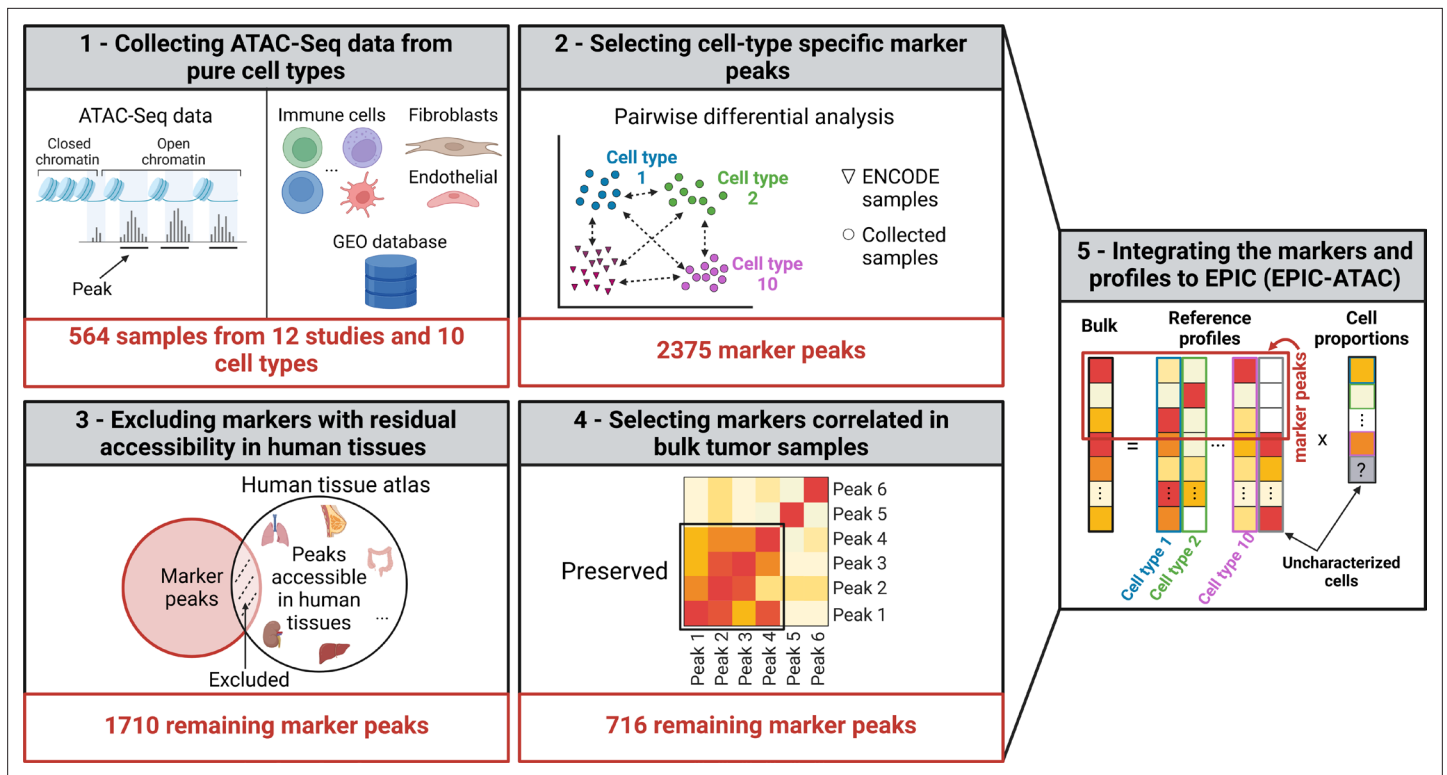 1 - Collecting ATAC-Seq data from
pure cell types
ATAC-Seq data
Closed
chromatin
Open
chromatin
Peak
Immune cells
...
Fibroblasts
Endothelial
GEO database
564 samples from 12 studies and 10
cell types
2 - Selecting cell-type specific marker
peaks
Pairwise differential analysis
Cell type
1
Cell type
2
Cell type
10
ENCODE
samples
Collected
samples
2375 marker peaks
3 - Excluding markers with residual
accessibility in human tissues
Human tissue atlas
Marker
peaks
Peaks
accessible
in human
tissues
...
Excluded
1710 remaining marker peaks
4 - Selecting markers correlated in
bulk tumor samples
Preserved
Peak 6
Peak 5
Peak 4
Peak 3
Peak 2
Peak 1
Peak 1
Peak 2
Peak 3
Peak 4
Peak 5
Peak 6
716 remaining marker peaks
5 - Integrating the markers and
profiles to EPIC (EPIC-ATAC)
Bulk
Reference
profiles
Cell
proportions
marker peaks
=
...
x
?
Cell type 1
Cell type 2
Cell type 10
Uncharacterized
cells